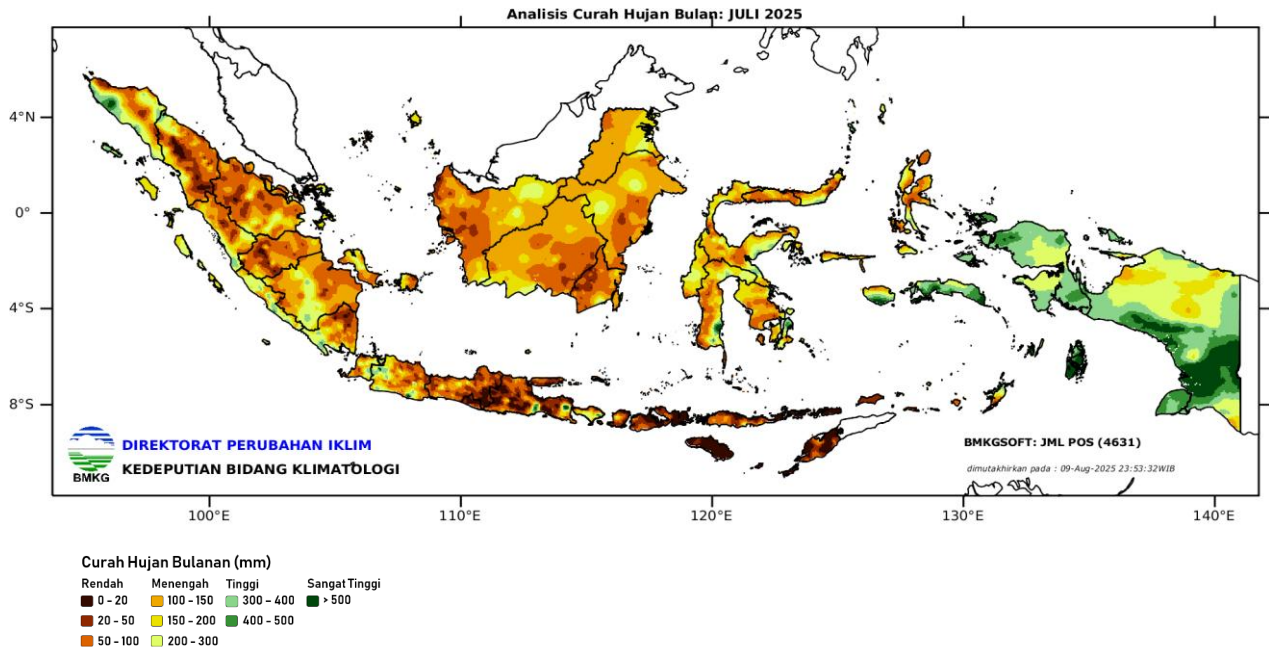 Analisis Curah Hujan Bulan: JULI 2025
4°N
0°
4°S
8°S
DIREKTORAT PERUBAHAN IKLIM
KEDEPUTIAN BIDANG KLIMATOLOGI
BMKG
BMKGSOFT: JML POS (4631)
dimutakhirkan pada : 09-Aug-2025 23:53:32WIB
100°E 110°E 120°E 130°E 140°E
Curah Hujan Bulanan (mm)
Rendah Menengah Tinggi Sangat Tinggi
0 - 20 100 - 150 300 - 400 > 500
20 - 50 150 - 200 400 - 500
50 - 100 200 - 300